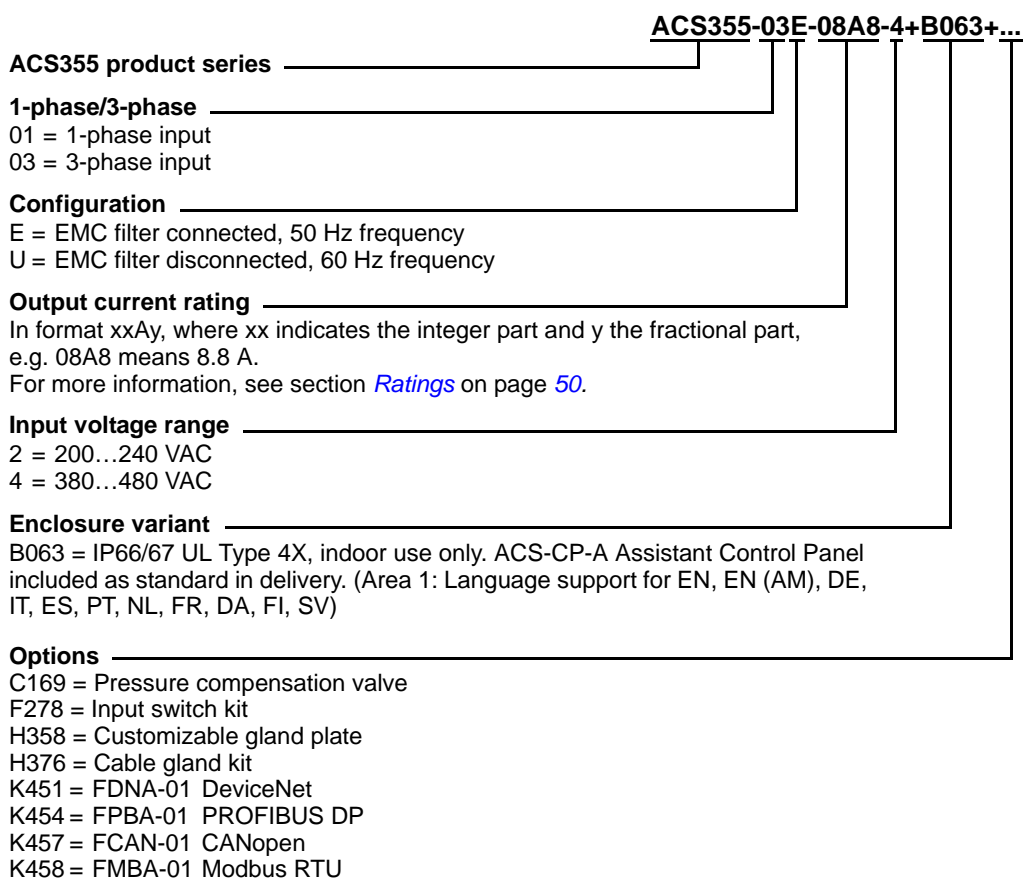 ACS355-03E-08A8-4+B063+...
ACS355 product series
1-phase/3-phase
01 = 1-phase input
03 = 3-phase input
Configuration
E = EMC filter connected, 50 Hz frequency
U = EMC filter disconnected, 60 Hz frequency
Output current rating
In format xxAy, where xx indicates the integer part and y the fractional part,
e.g. 08A8 means 8.8 A.
For more information, see section Ratings on page 50.
Input voltage range
2 = 200…240 VAC
4 = 380…480 VAC
Enclosure variant
B063 = IP66/67 UL Type 4X, indoor use only. ACS-CP-A Assistant Control Panel
included as standard in delivery. (Area 1: Language support for EN, EN (AM), DE,
IT, ES, PT, NL, FR, DA, FI, SV)
Options
C169 = Pressure compensation valve
F278 = Input switch kit
H358 = Customizable gland plate
H376 = Cable gland kit
K451 = FDNA-01 DeviceNet
K454 = FPBA-01 PROFIBUS DP
K457 = FCAN-01 CANopen
K458 = FMBA-01 Modbus RTU